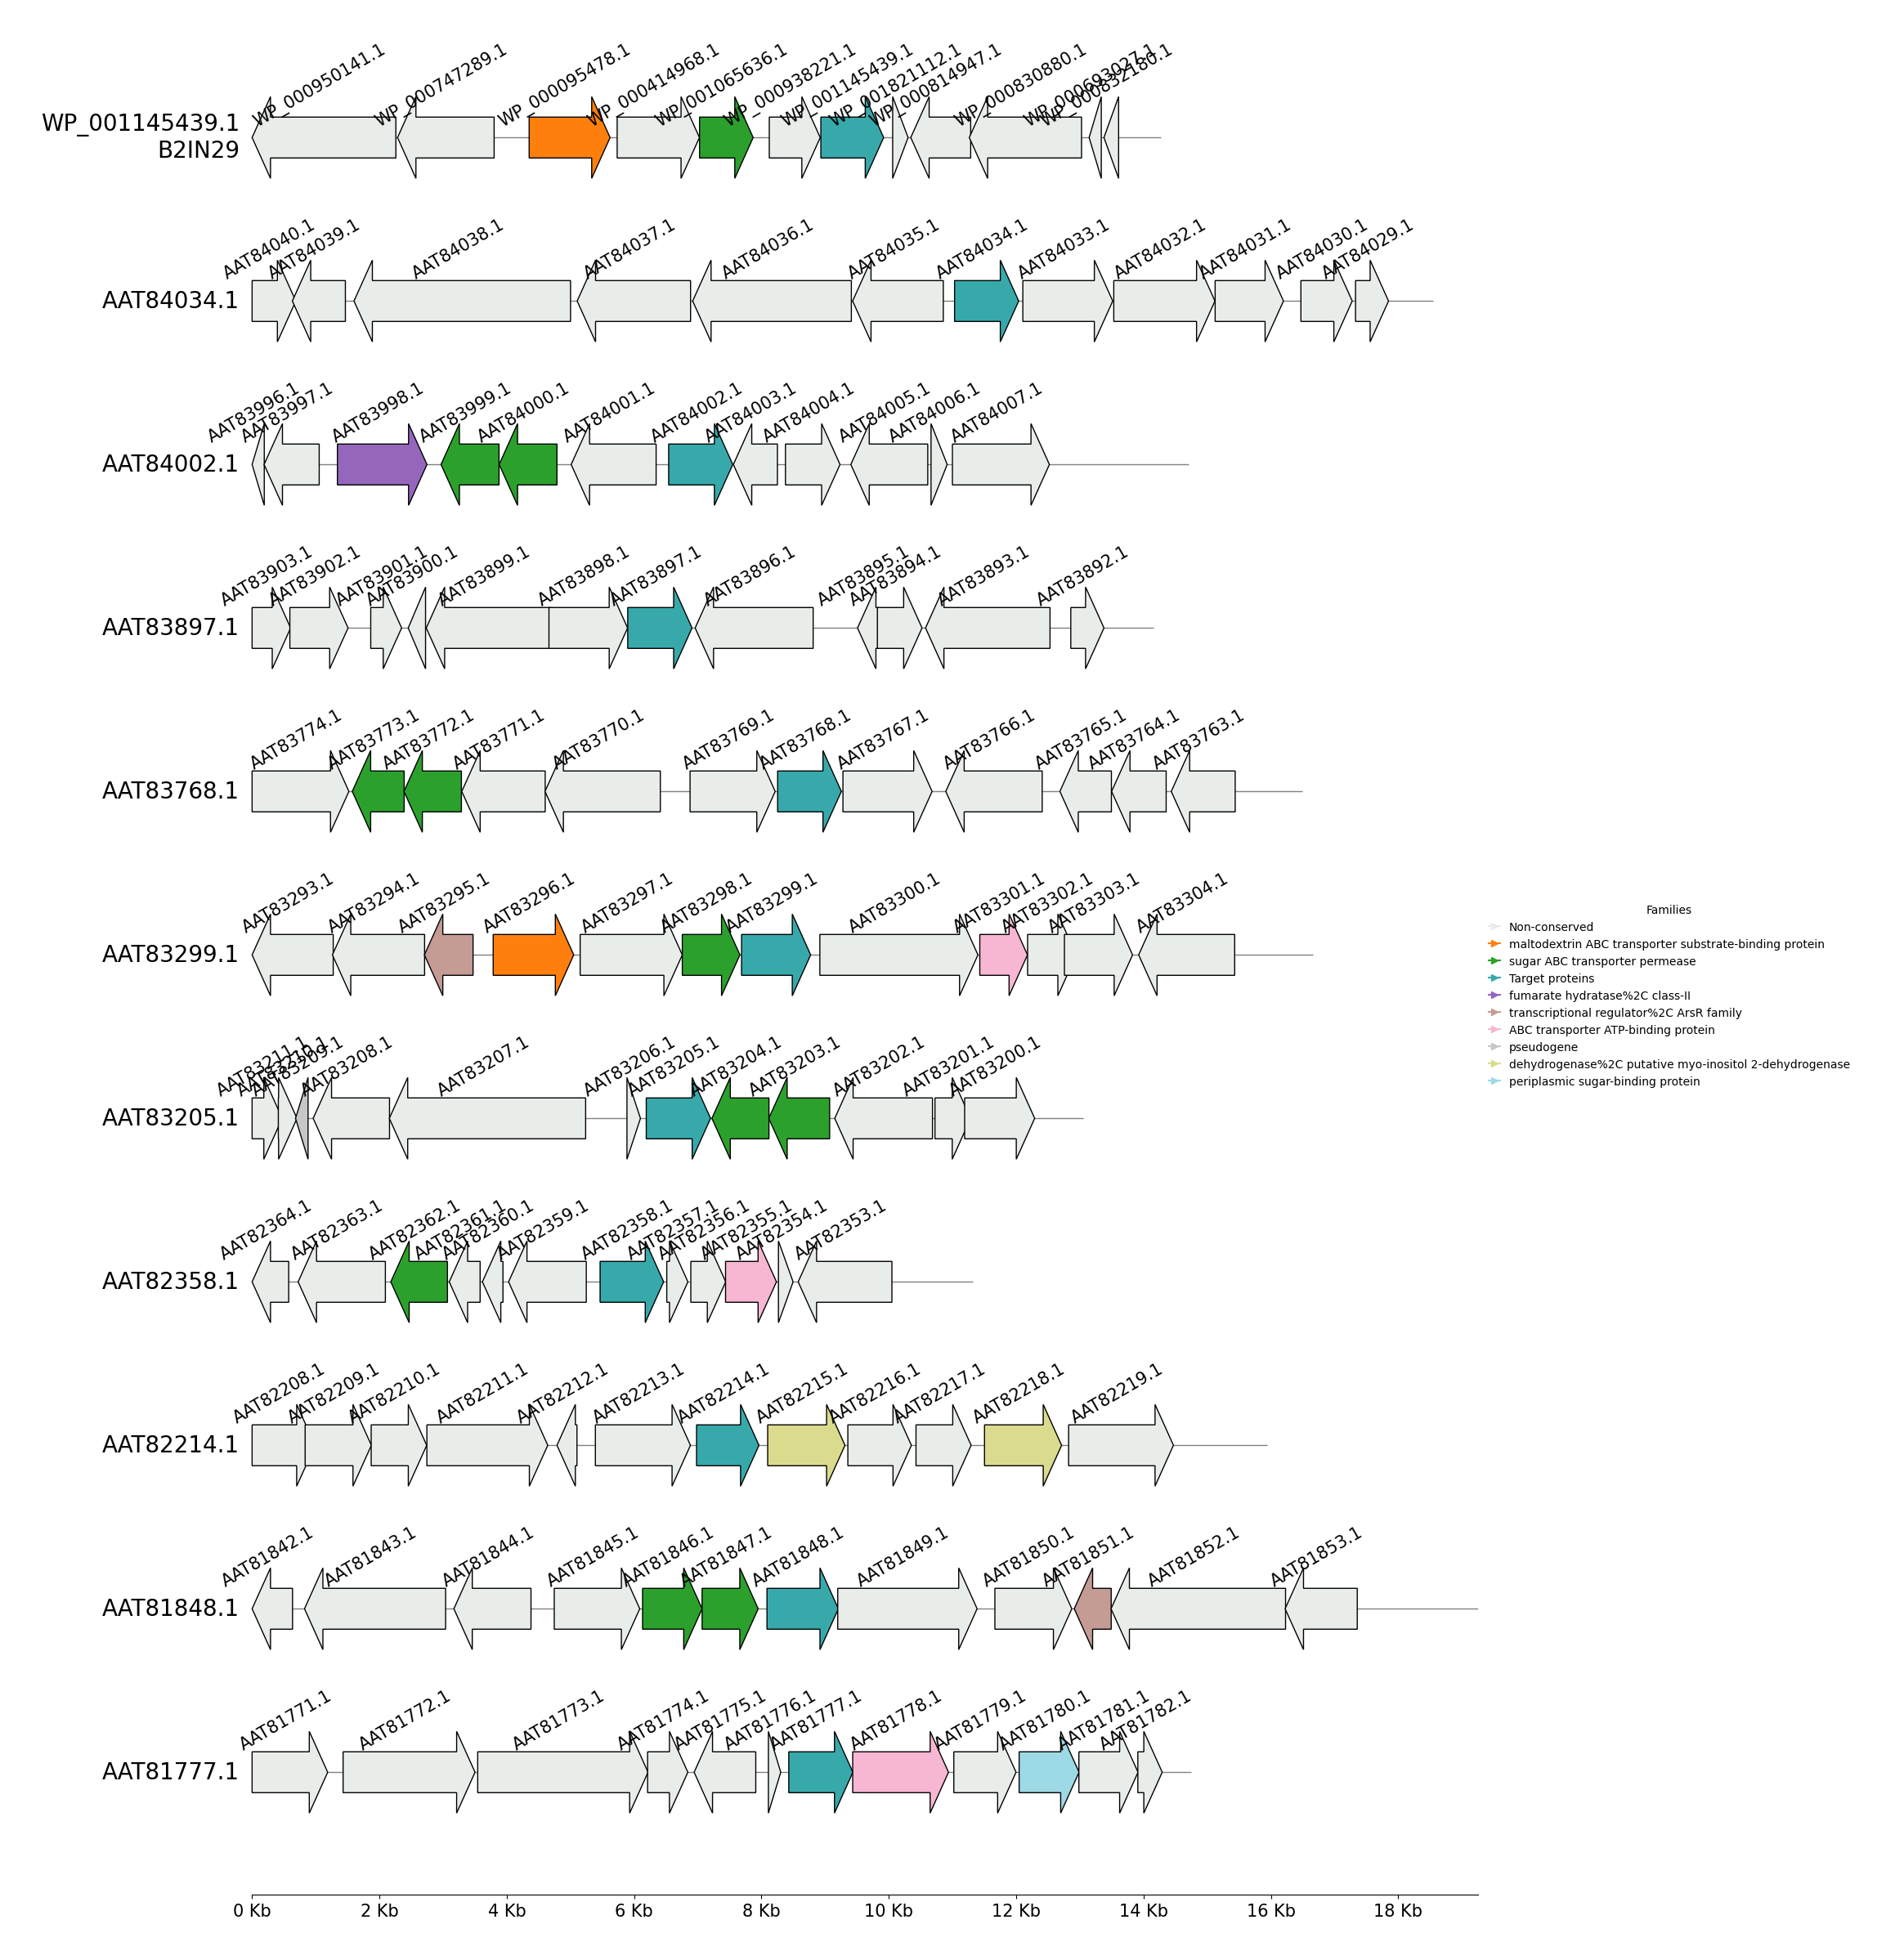 WP_000950141.1 WP_000747289.1 WP_000095478.1 WP_000414968.1 WP_001065636.1 WP_000938221.1 WP_001145439.1 WP_001821112.1 WP_000814947.1 WP_000830880.1 WP_000693027.1 WP_000832180.1
WP_001145439.1
B2IN29
AAT84040.1 AAT84039.1 AAT84038.1 AAT84037.1 AAT84036.1 AAT84035.1 AAT84034.1 AAT84033.1 AAT84032.1 AAT84031.1 AAT84030.1 AAT84029.1
AAT84034.1
AAT83996.1 AAT83997.1 AAT83998.1 AAT83999.1 AAT84000.1 AAT84001.1 AAT84002.1 AAT84003.1 AAT84004.1 AAT84005.1 AAT84006.1 AAT84007.1
AAT84002.1
AAT83903.1 AAT83902.1 AAT83901.1 AAT83900.1 AAT83899.1 AAT83898.1 AAT83897.1 AAT83896.1 AAT83895.1 AAT83894.1 AAT83893.1 AAT83892.1
AAT83897.1
AAT83774.1 AAT83773.1 AAT83772.1 AAT83771.1 AAT83770.1 AAT83769.1 AAT83768.1 AAT83767.1 AAT83766.1 AAT83765.1 AAT83764.1 AAT83763.1
AAT83768.1
AAT83293.1 AAT83294.1 AAT83295.1 AAT83296.1 AAT83297.1 AAT83298.1 AAT83299.1 AAT83300.1 AAT83301.1 AAT83302.1 AAT83303.1 AAT83304.1
AAT83299.1
AAT83211.1 AAT83210.1 AAT83209.1 AAT83208.1 AAT83207.1 AAT83206.1 AAT83205.1 AAT83204.1 AAT83203.1 AAT83202.1 AAT83201.1 AAT83200.1
AAT83205.1
AAT82364.1 AAT82363.1 AAT82362.1 AAT82361.1 AAT82360.1 AAT82359.1 AAT82358.1 AAT82357.1 AAT82356.1 AAT82355.1 AAT82354.1 AAT82353.1
AAT82358.1
AAT82208.1 AAT82209.1 AAT82210.1 AAT82211.1 AAT82212.1 AAT82213.1 AAT82214.1 AAT82215.1 AAT82216.1 AAT82217.1 AAT82218.1 AAT82219.1
AAT82214.1
AAT81842.1 AAT81843.1 AAT81844.1 AAT81845.1 AAT81846.1 AAT81847.1 AAT81848.1 AAT81849.1 AAT81850.1 AAT81851.1 AAT81852.1 AAT81853.1
AAT81848.1
AAT81771.1 AAT81772.1 AAT81773.1 AAT81774.1 AAT81775.1 AAT81776.1 AAT81777.1 AAT81778.1 AAT81779.1 AAT81780.1 AAT81781.1 AAT81782.1
AAT81777.1
0 Kb 2 Kb 4 Kb 6 Kb 8 Kb 10 Kb 12 Kb 14 Kb 16 Kb 18 Kb
Families
Non-conserved
maltodextrin ABC transporter substrate-binding protein
sugar ABC transporter permease
Target proteins
fumarate hydratase%2C class-II
transcriptional regulator%2C ArsR family
ABC transporter ATP-binding protein
pseudogene
dehydrogenase%2C putative myo-inositol 2-dehydrogenase
periplasmic sugar-binding protein